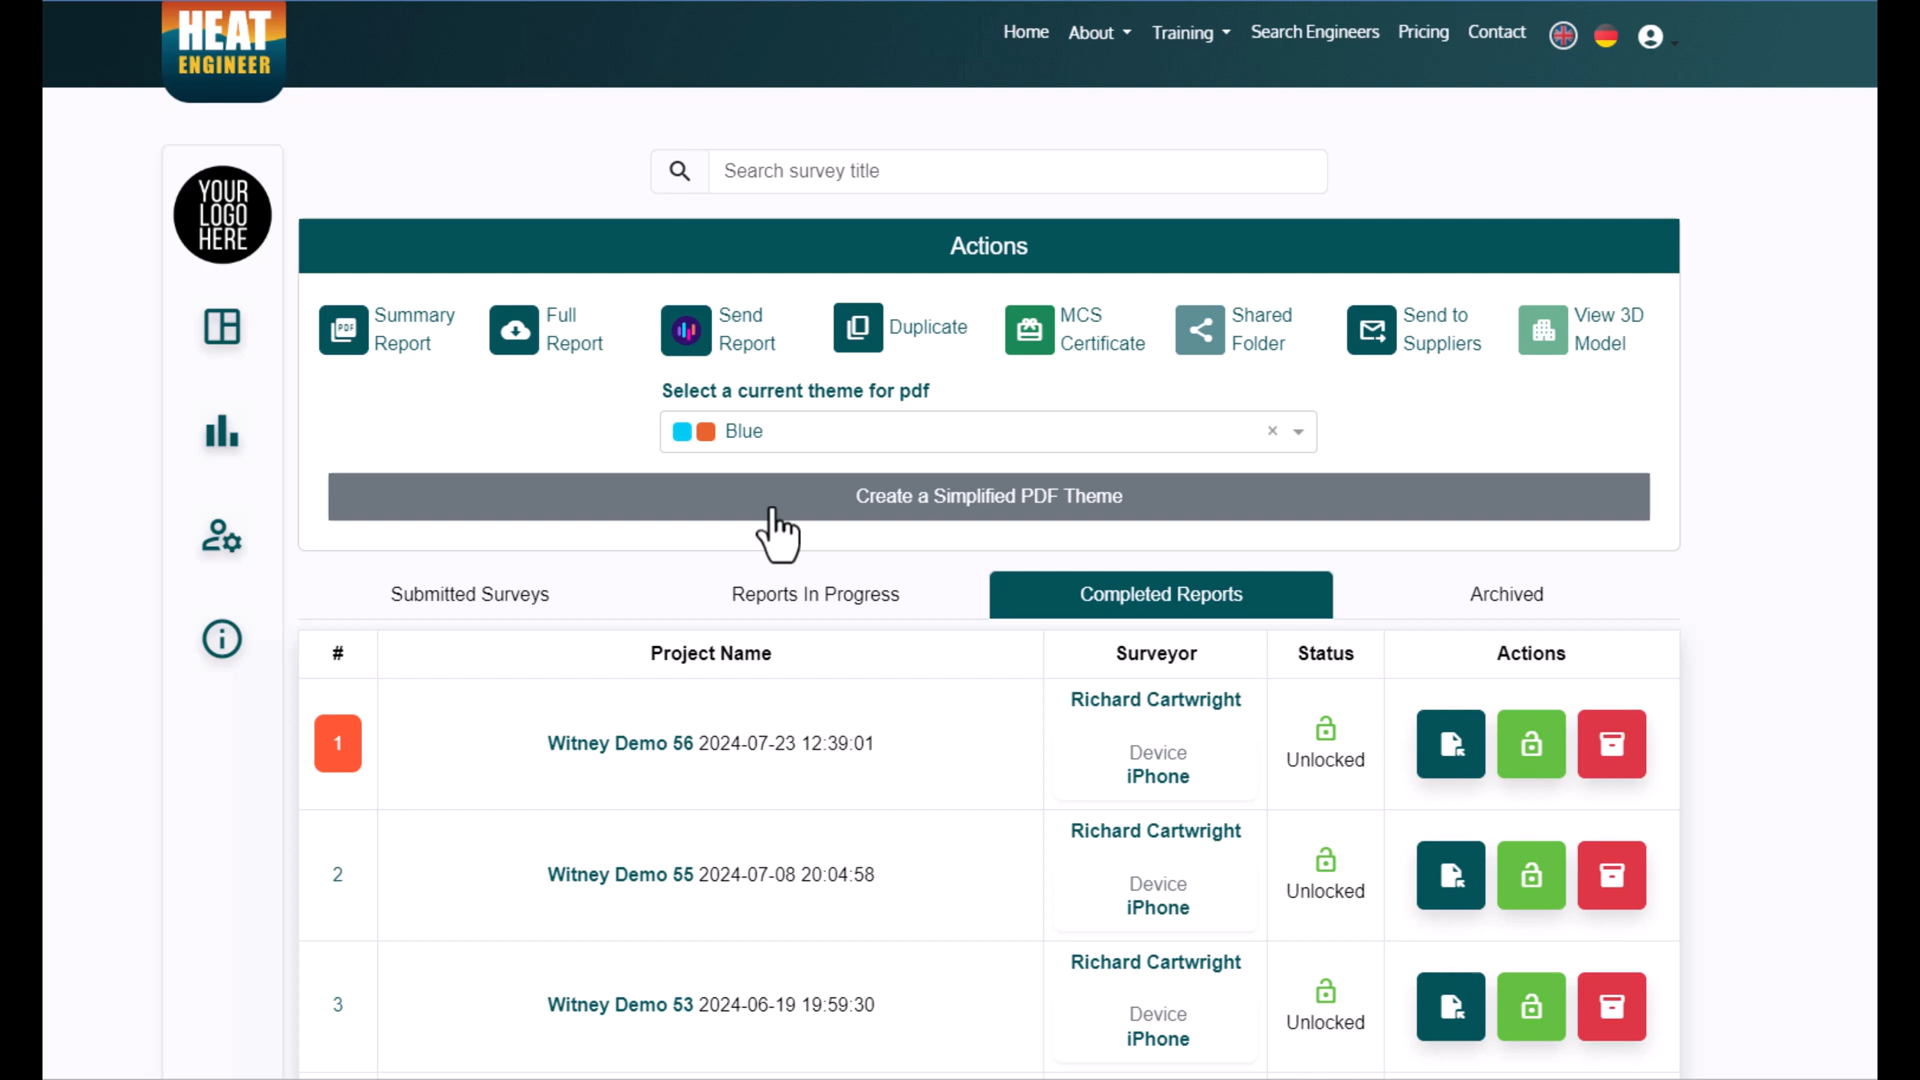 HEAT
ENGINEER
Home About Training Search Engineers Pricing Contact
YOUR
LOGO
HERE
Search survey title
Actions
PDF
Summary
Report
Full
Report
Send
Report
Duplicate
MCS
Certificate
Shared
Folder
Send to
Suppliers
View 3D
Model
Select a current theme for pdf
Blue
Create a Simplified PDF Theme
Submitted Surveys Reports In Progress Completed Reports Archived
# Project Name Surveyor Status Actions
1 Witney Demo 56 2024-07-23 12:39:01
Richard Cartwright
Device
iPhone
Unlocked
2 Witney Demo 55 2024-07-08 20:04:58
Richard Cartwright
Device
iPhone
Unlocked
3 Witney Demo 53 2024-06-19 19:59:30
Richard Cartwright
Device
iPhone
Unlocked